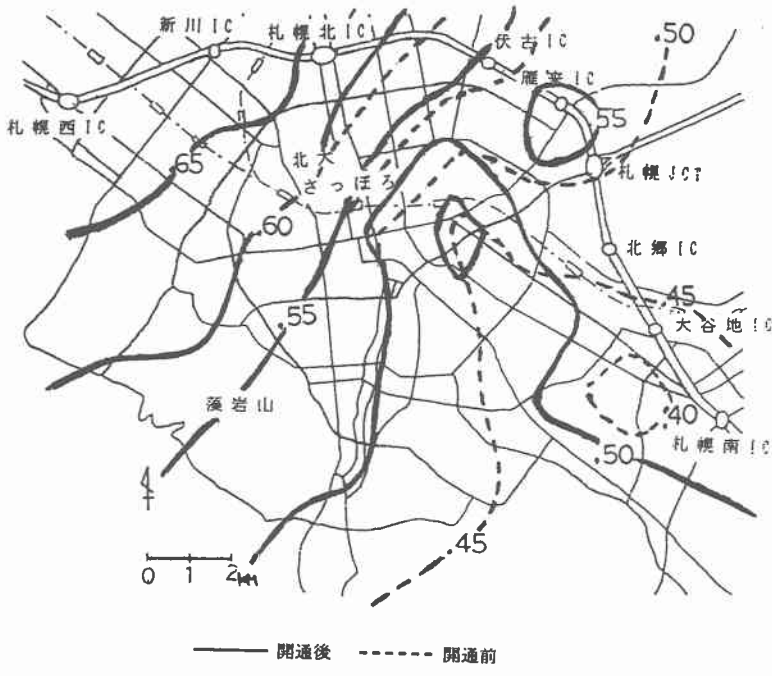 新川IC
札幌北IC
伏古IC
.50
雁来IC
札幌西IC
.55
.65
北大
さっぽろ
札幌JCT
.60
北郷IC
.45
.55
大谷地IC
藻岩山
.40
札幌南IC
.50
.45
0 1 2 km
開通後 開通前